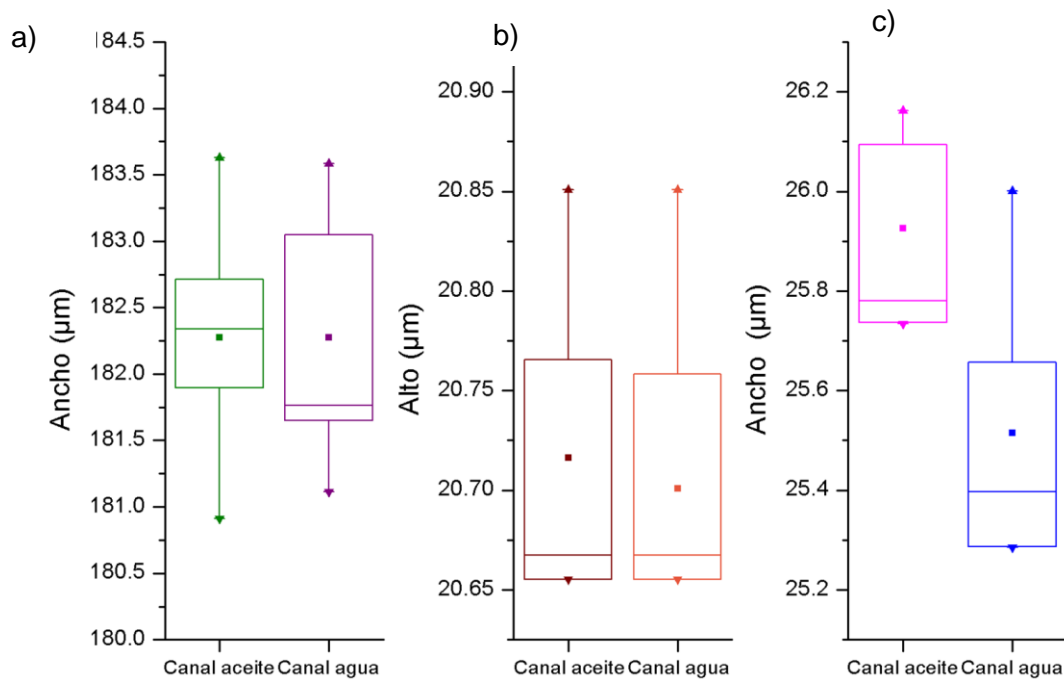 a)
184.5
184.0
183.5
183.0
182.5
182.0
181.5
181.0
180.5
180.0
Ancho (μm)
Canal aceite Canal agua
b)
20.90
20.85
20.80
20.75
20.70
20.65
Alto (μm)
Canal aceite Canal agua
c)
26.2
26.0
25.8
25.6
25.4
25.2
Ancho (μm)
Canal aceite Canal agua